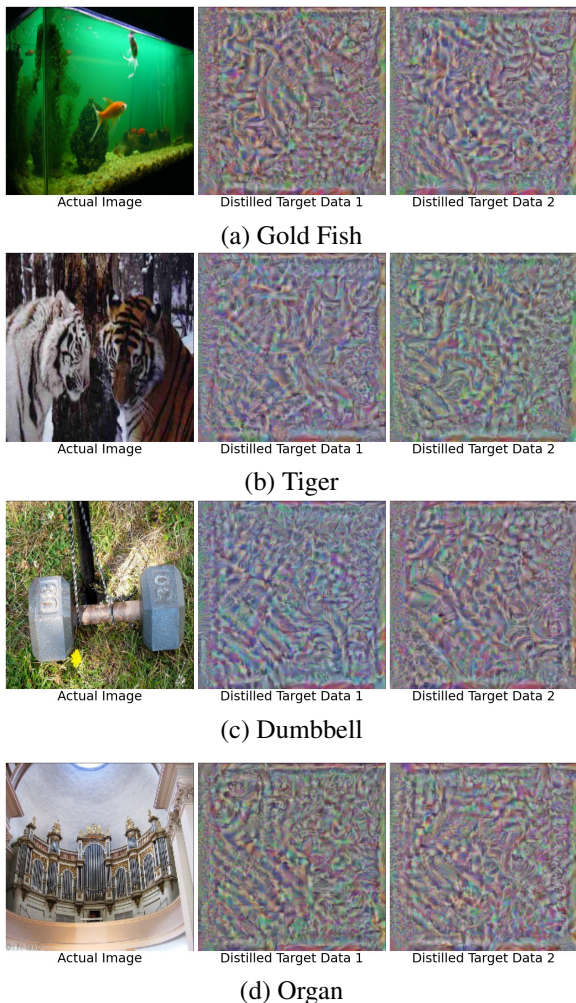 Actual Image Distilled Target Data 1 Distilled Target Data 2
(a) Gold Fish
Actual Image Distilled Target Data 1 Distilled Target Data 2
(b) Tiger
30 30
Actual Image Distilled Target Data 1 Distilled Target Data 2
(c) Dumbbell
Actual Image Distilled Target Data 1 Distilled Target Data 2
(d) Organ